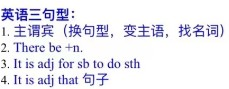 英语三句型：
1. 主谓宾（换句型，变主语，找名词）
2. There be +n.
3. It is adj for sb to do sth
4. It is adj that 句子